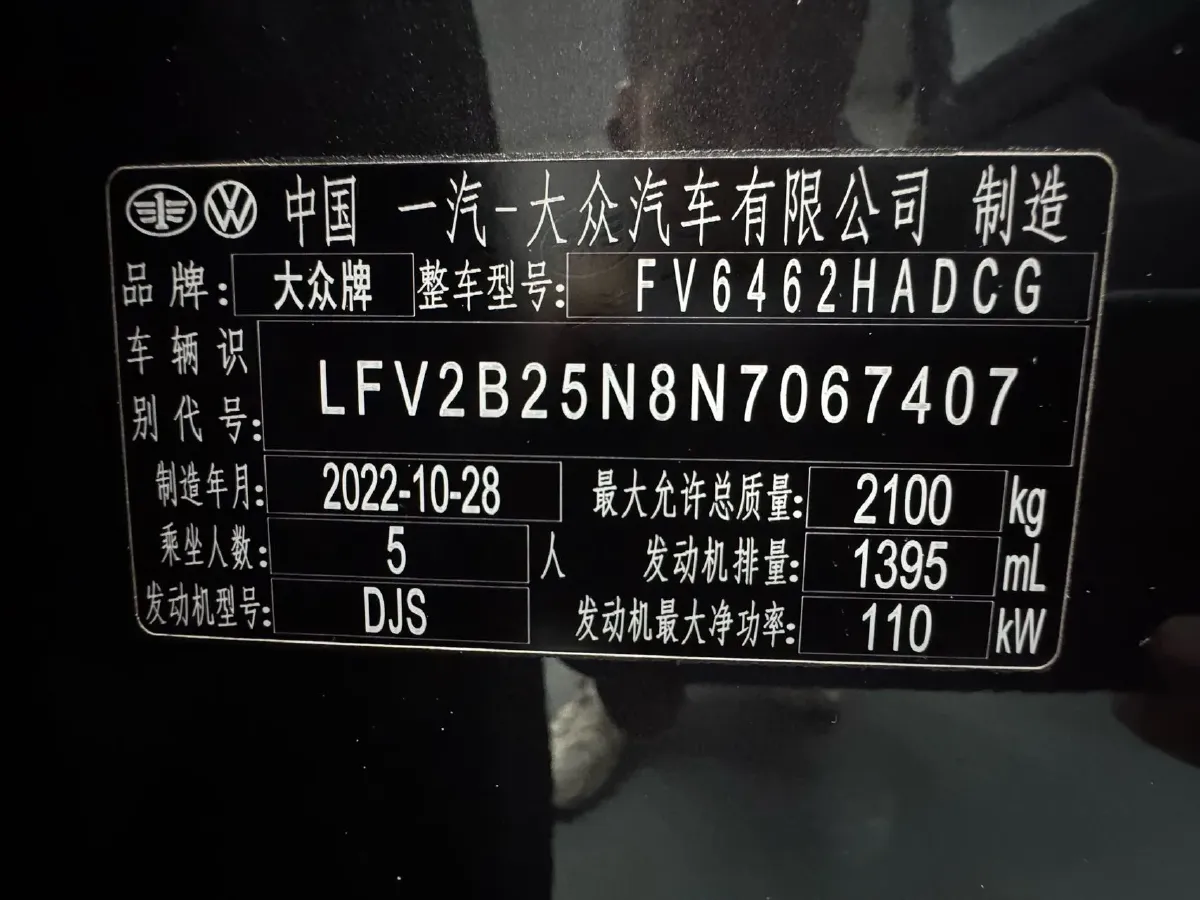 中国 一汽-大众汽车有限公司 制造
品牌: 大众牌 整车型号: FV6462HADCG
车辆识别代号: LFV2B25N8N7067407
制造年月: 2022-10-28 最大允许总质量: 2100 kg
乘坐人数: 5 人 发动机排量: 1395 mL
发动机型号: DJS 发动机最大净功率: 110 kW